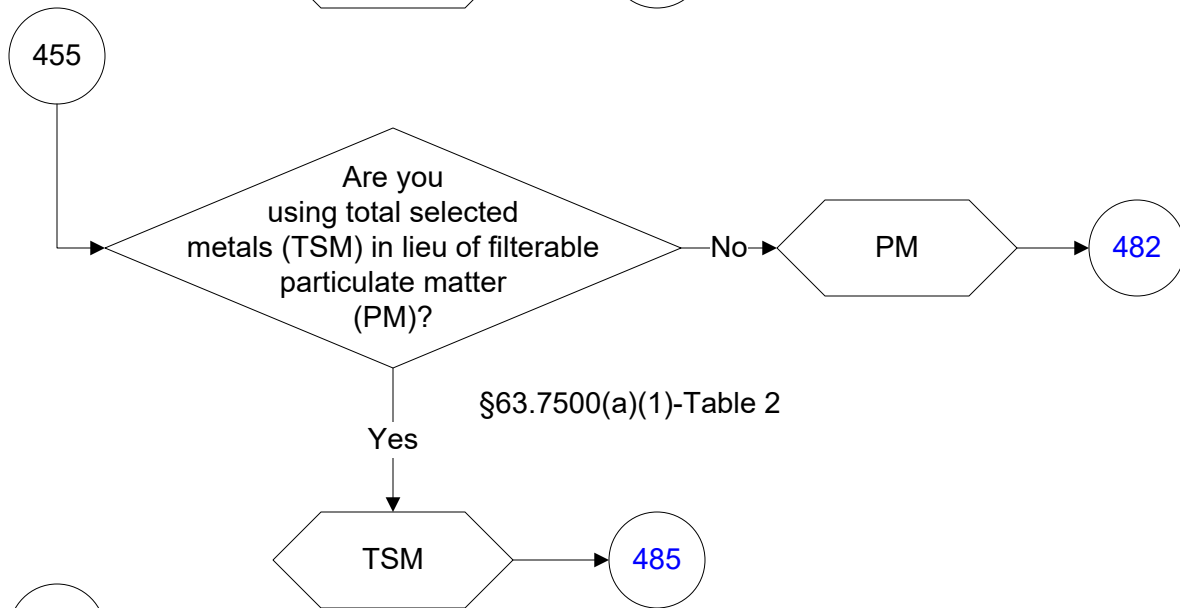 455
Are you
using total selected
metals (TSM) in lieu of filterable
particulate matter
(PM)?
No
PM
482
§63.7500(a)(1)-Table 2
Yes
TSM
485